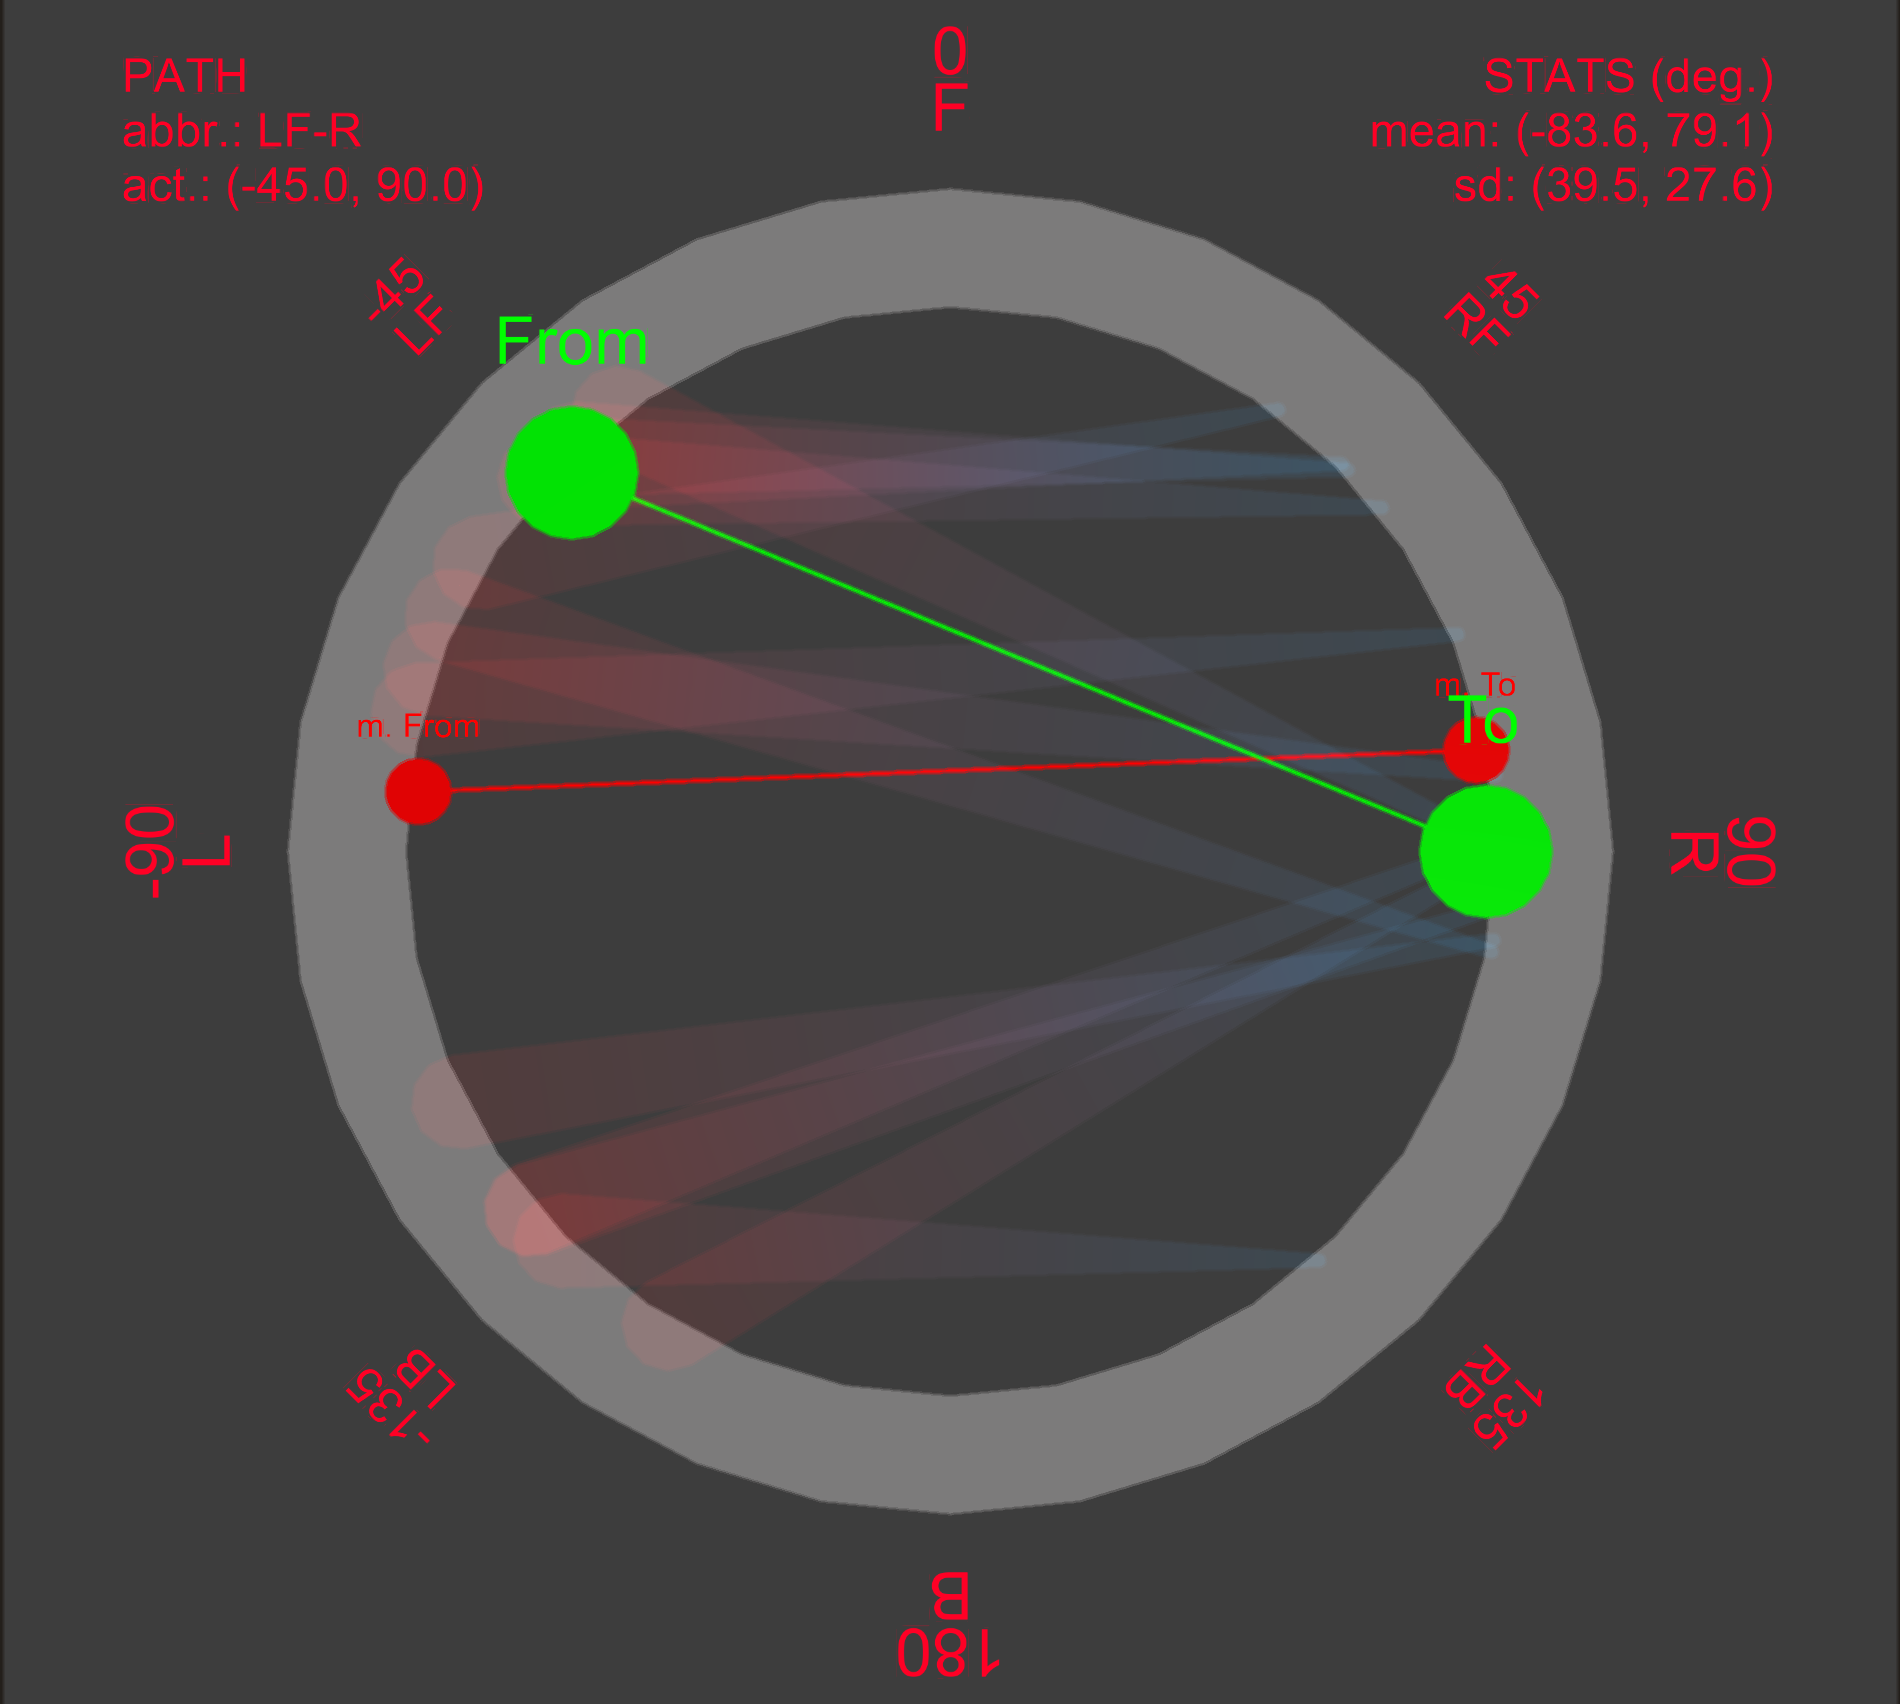 PATH
abbr.: LF-R
act.: (-45.0, 90.0)
0
F
STATS (deg.)
mean: (-83.6, 79.1)
sd: (39.5, 27.6)
-45
LF
45
RF
From
m. From
m. To
To
-90
L
90
R
-135
LB
135
RB
B
180